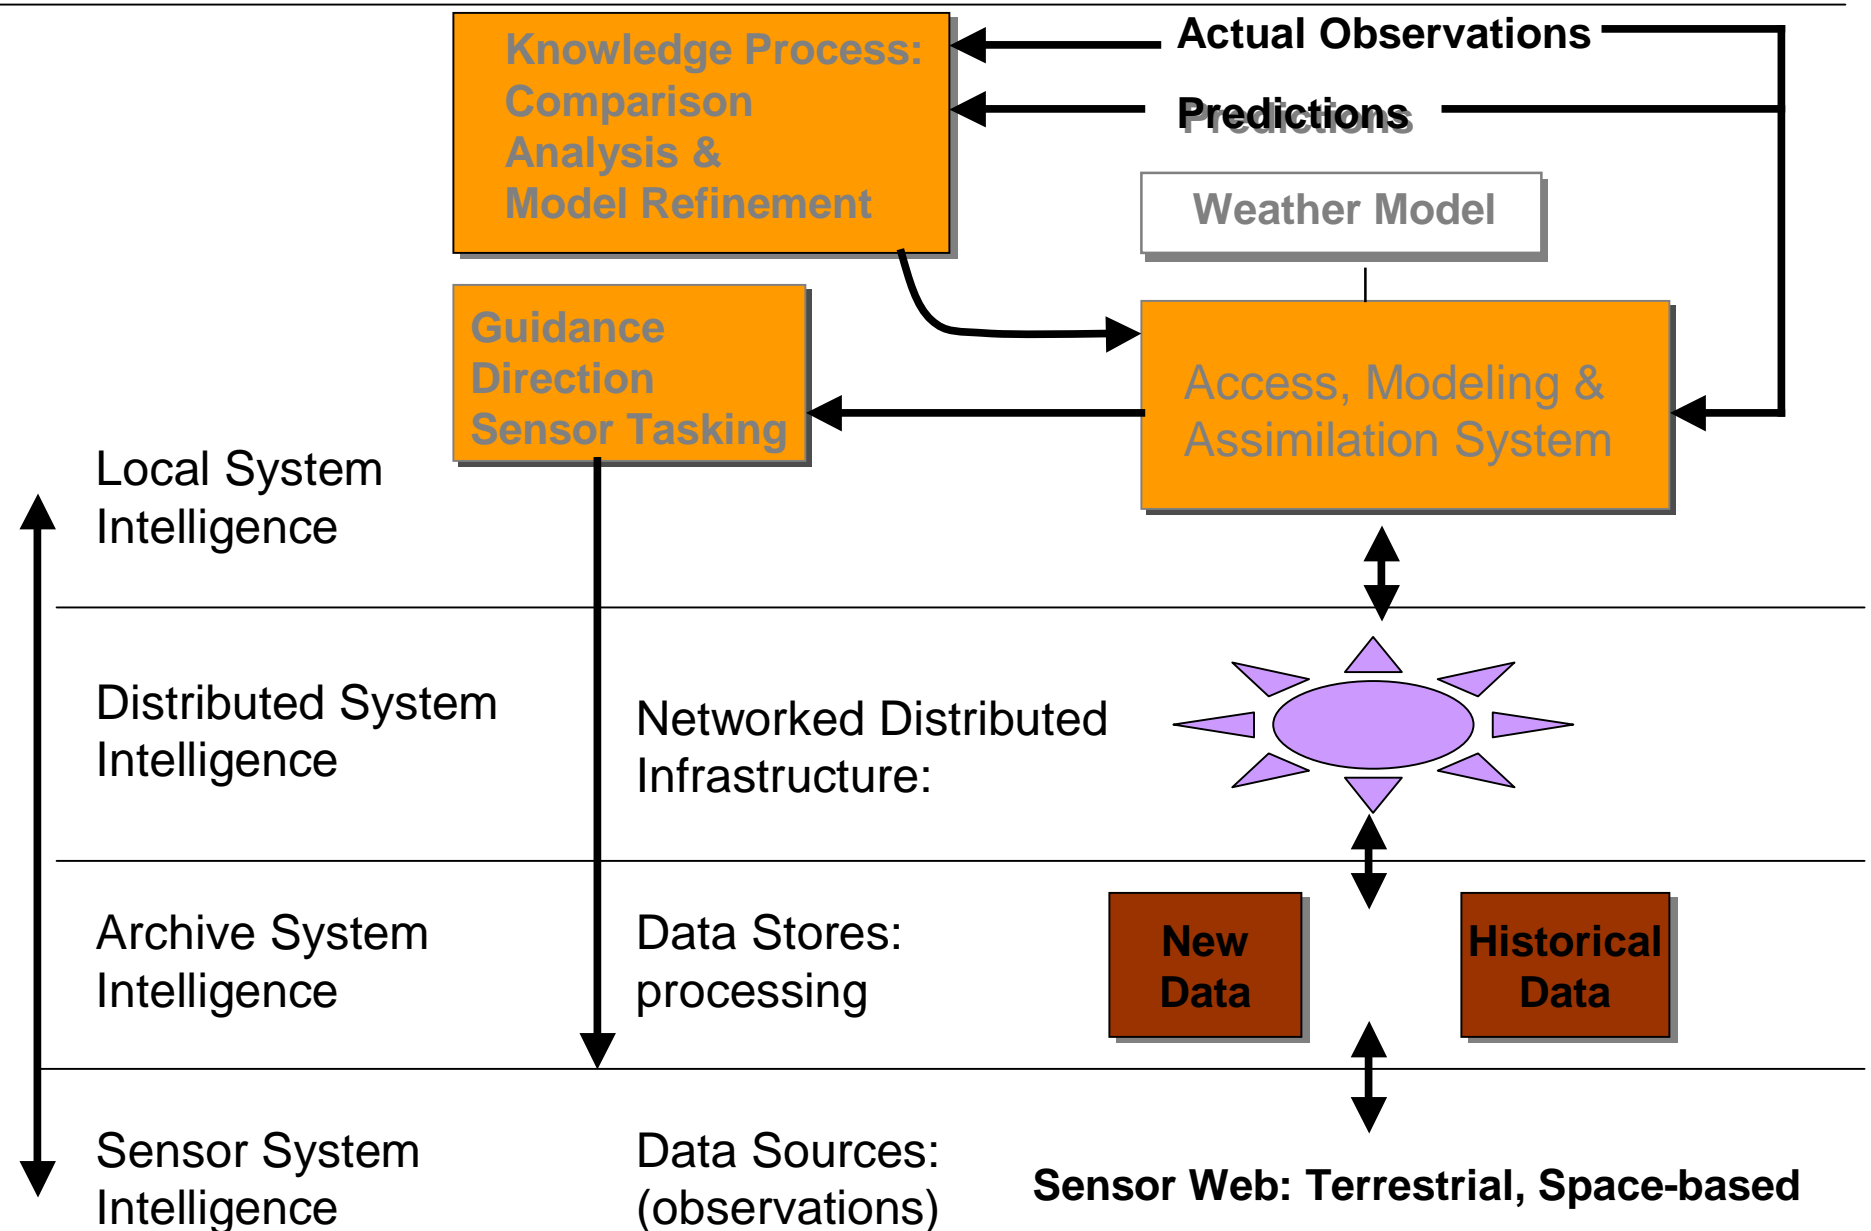 Knowledge Process:
Comparison
Analysis &
Model Refinement
Actual Observations
Predictions
Weather Model
Guidance
Direction
Sensor Tasking
Access, Modeling &
Assimilation System
Local System
Intelligence
Distributed System
Intelligence
Networked Distributed
Infrastructure:
Archive System
Intelligence
Data Stores:
processing
New
Data
Historical
Data
Sensor System
Intelligence
Data Sources:
(observations)
Sensor Web: Terrestrial, Space-based